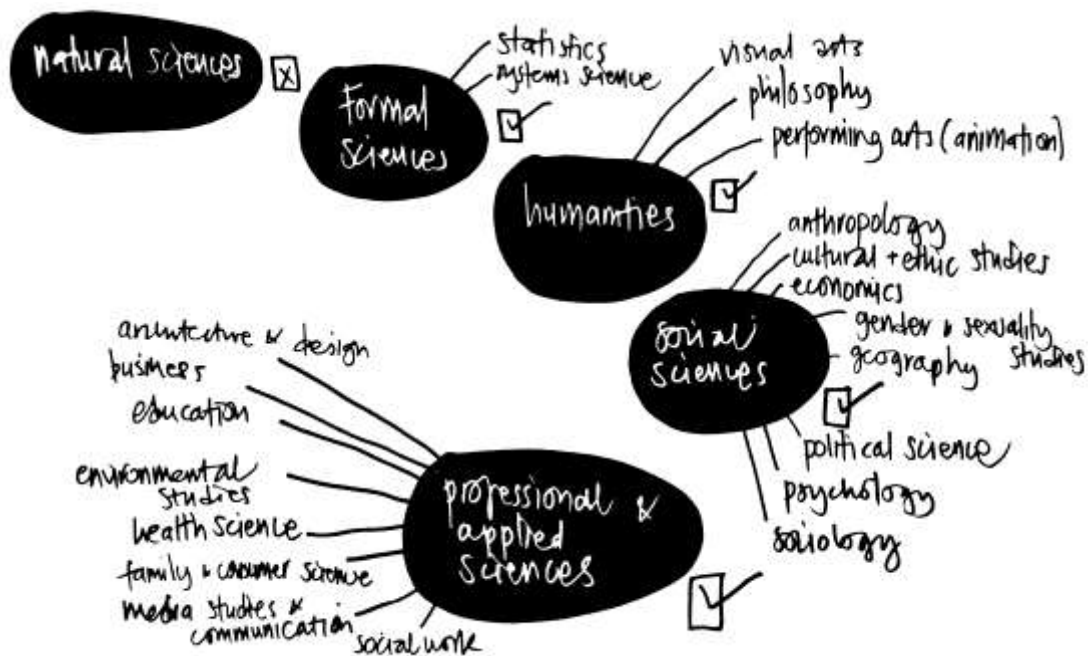 natural sciences
Formal
sciences
statistics
systems science
humanities
visual arts
philosophy
performing arts (animation)
social
sciences
anthropology
cultural + ethic studies
economics
gender & sexuality
studies
geography
political science
psychology
sociology
professional &
applied
sciences
architecture & design
business
education
environmental
studies
health science
family & consumer science
media studies &
communication
social work